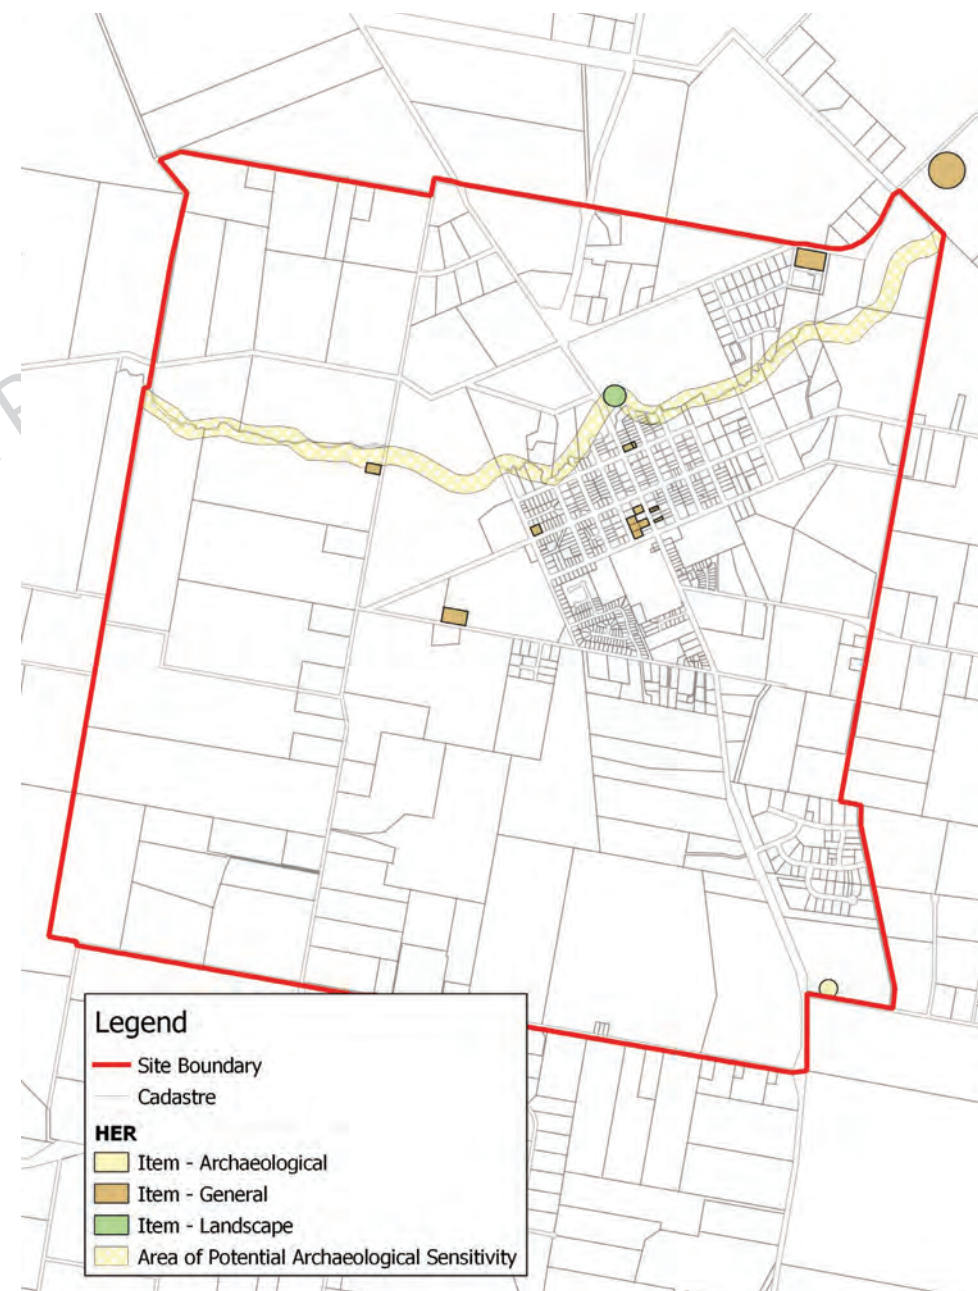 Legend
Site Boundary
Cadastre
HER
Item - Archaeological
Item - General
Item - Landscape
Area of Potential Archaeological Sensitivity